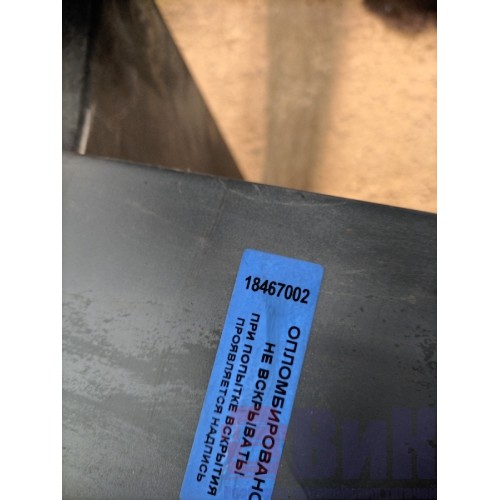 18467002
ОПЛОМБИРОВАНО
НЕ ВСКРЫВАТЬ!
ПРИ ПОПЫТКЕ ВСКРЫТИЯ
ПРОЯВЛЯЕТСЯ НАДПИСЬ